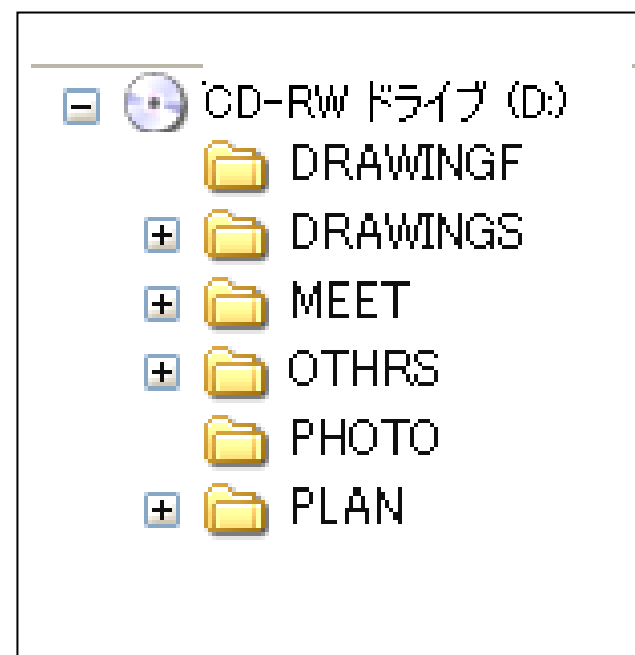 CD-RW ドライブ (D:)
DRAWINGF
DRAWINGS
MEET
OTHRS
PHOTO
PLAN